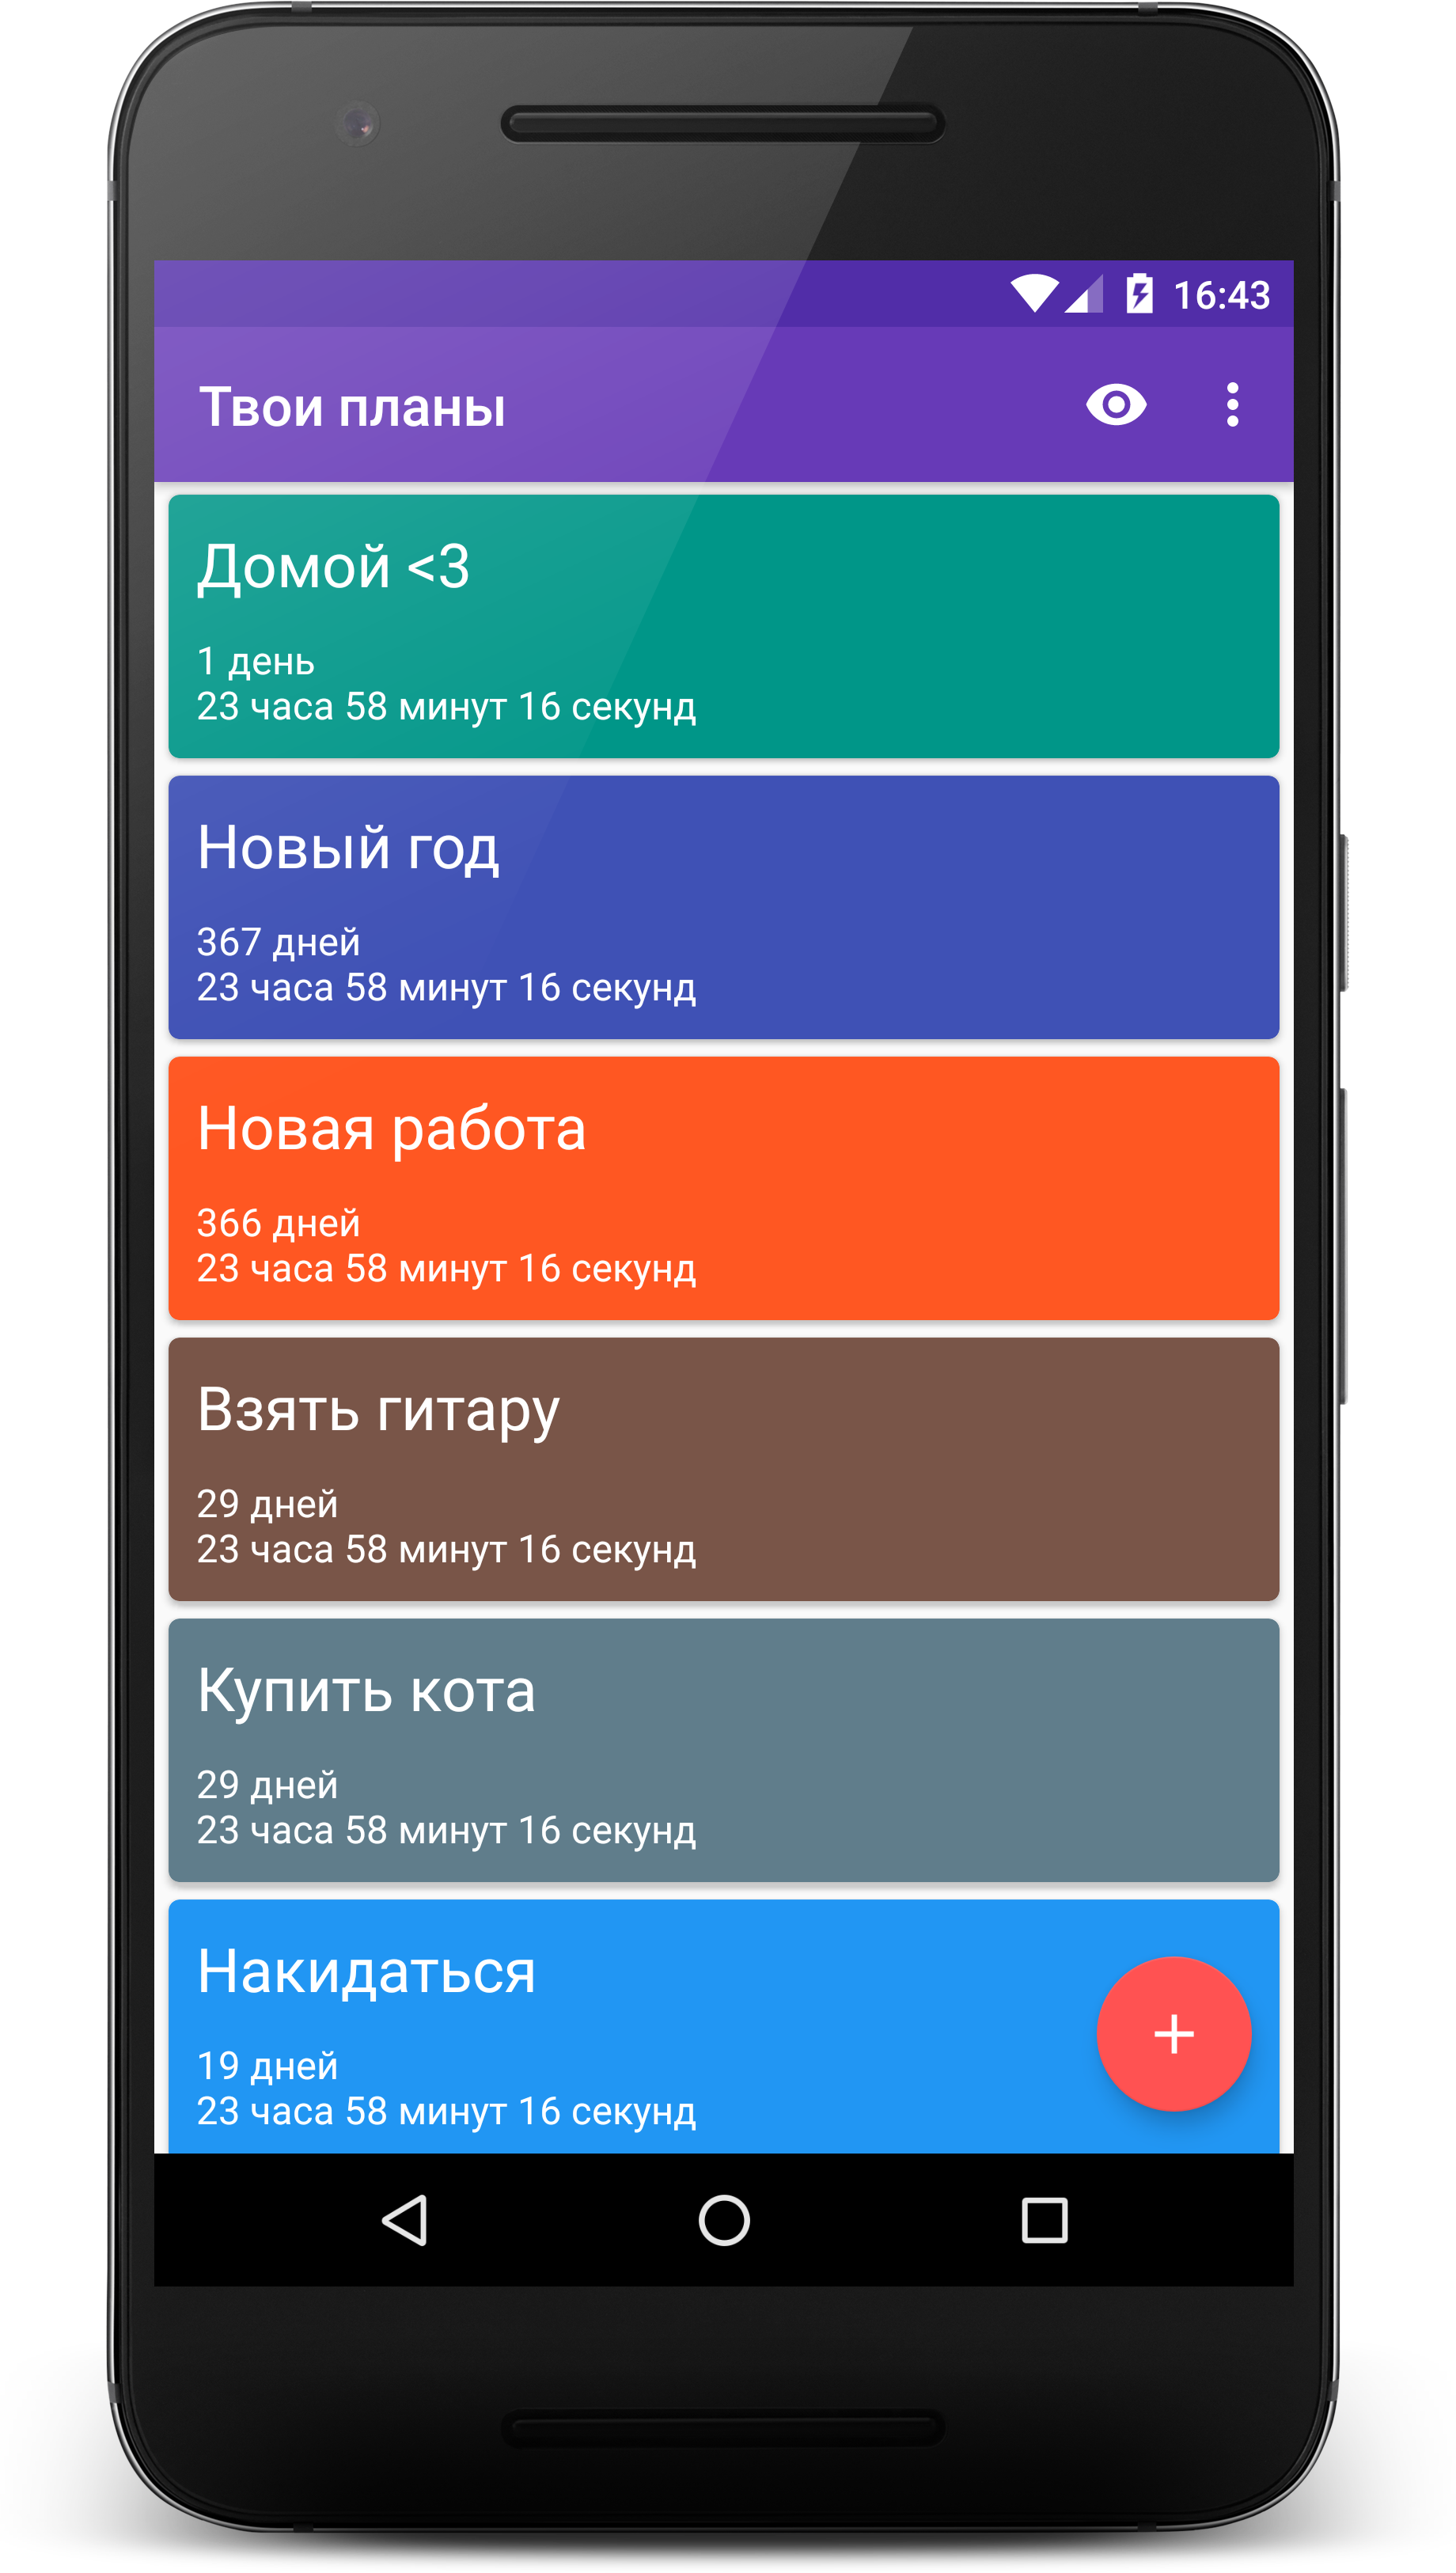 16:43
Твои планы
Домой <3
1 день
23 часа 58 минут 16 секунд
Новый год
367 дней
23 часа 58 минут 16 секунд
Новая работа
366 дней
23 часа 58 минут 16 секунд
Взять гитару
29 дней
23 часа 58 минут 16 секунд
Купить кота
29 дней
23 часа 58 минут 16 секунд
Накидаться
19 дней
23 часа 58 минут 16 секунд